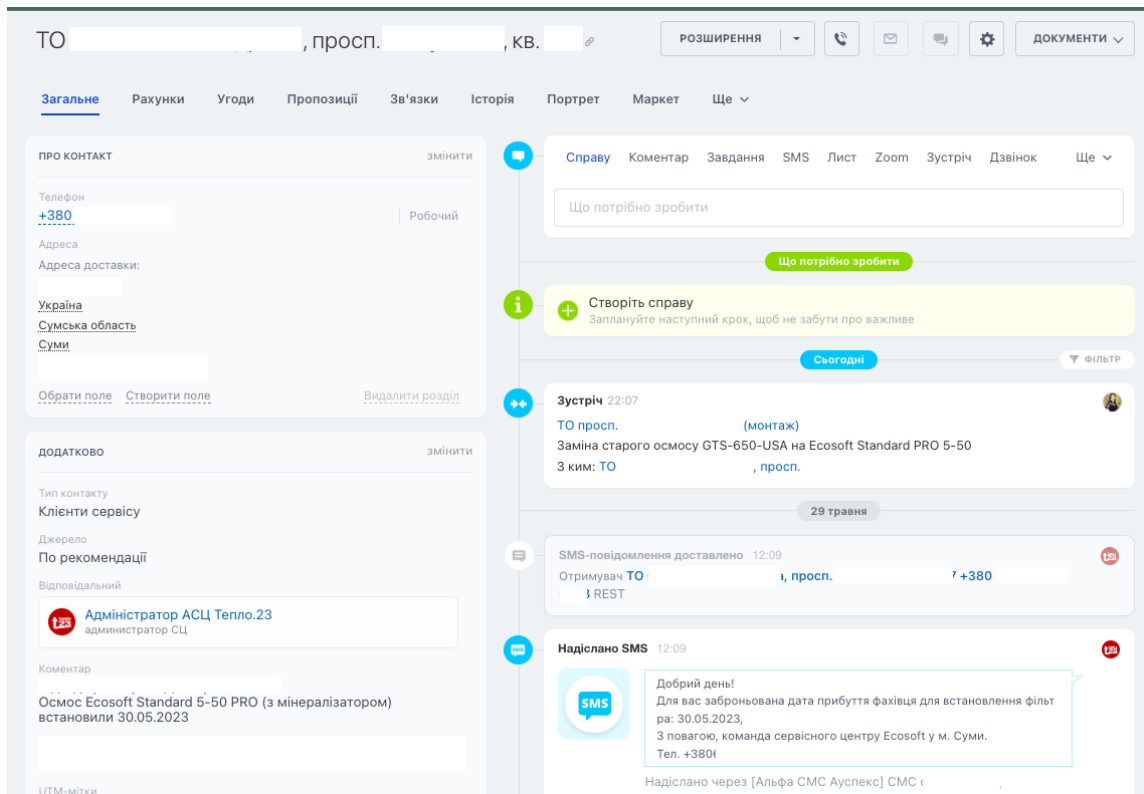 ТО , просп. , кв.
РОЗШИРЕННЯ
ДОКУМЕНТИ
Загальне Рахунки Угоди Пропозиції Зв'язки Історія Портрет Маркет Ще
ПРО КОНТАКТ змінити
Телефон
+380 Робочий
Адреса
Адреса доставки:
Україна
Сумська область
Суми
Обрати поле Створити поле Видалити розділ
ДОДАТКОВО змінити
Тип контакту
Клієнти сервісу
Джерело
По рекомендації
Відповідальний
Адміністратор АСЦ Тепло.23
администратор СЦ
Коментар
Осмос Ecosoft Standard 5-50 PRO (з мінералізатором)
встановили 30.05.2023
UTM-мітки
Справу Коментар Завдання SMS Лист Zoom Зустріч Дзвінок Ще
Що потрібно зробити
Що потрібно зробити
Створіть справу
Заплануйте наступний крок, щоб не забути про важливе
Сьогодні
ФІЛЬТР
Зустріч 22:07
ТО просп. (монтаж)
Заміна старого осмосу GTS-650-USA на Ecosoft Standard PRO 5-50
З ким: ТО , просп.
29 травня
SMS-повідомлення доставлено 12:09
Отримувач ТО , просп. +380
REST
Надіслано SMS 12:09
SMS
Добрий день!
Для вас заброньована дата прибуття фахівця для встановлення фільт
ра: 30.05.2023,
З повагою, команда сервісного центру Ecosoft у м. Суми.
Тел. +380
Надіслано через [Альфа СМС Ауспекс] СМС